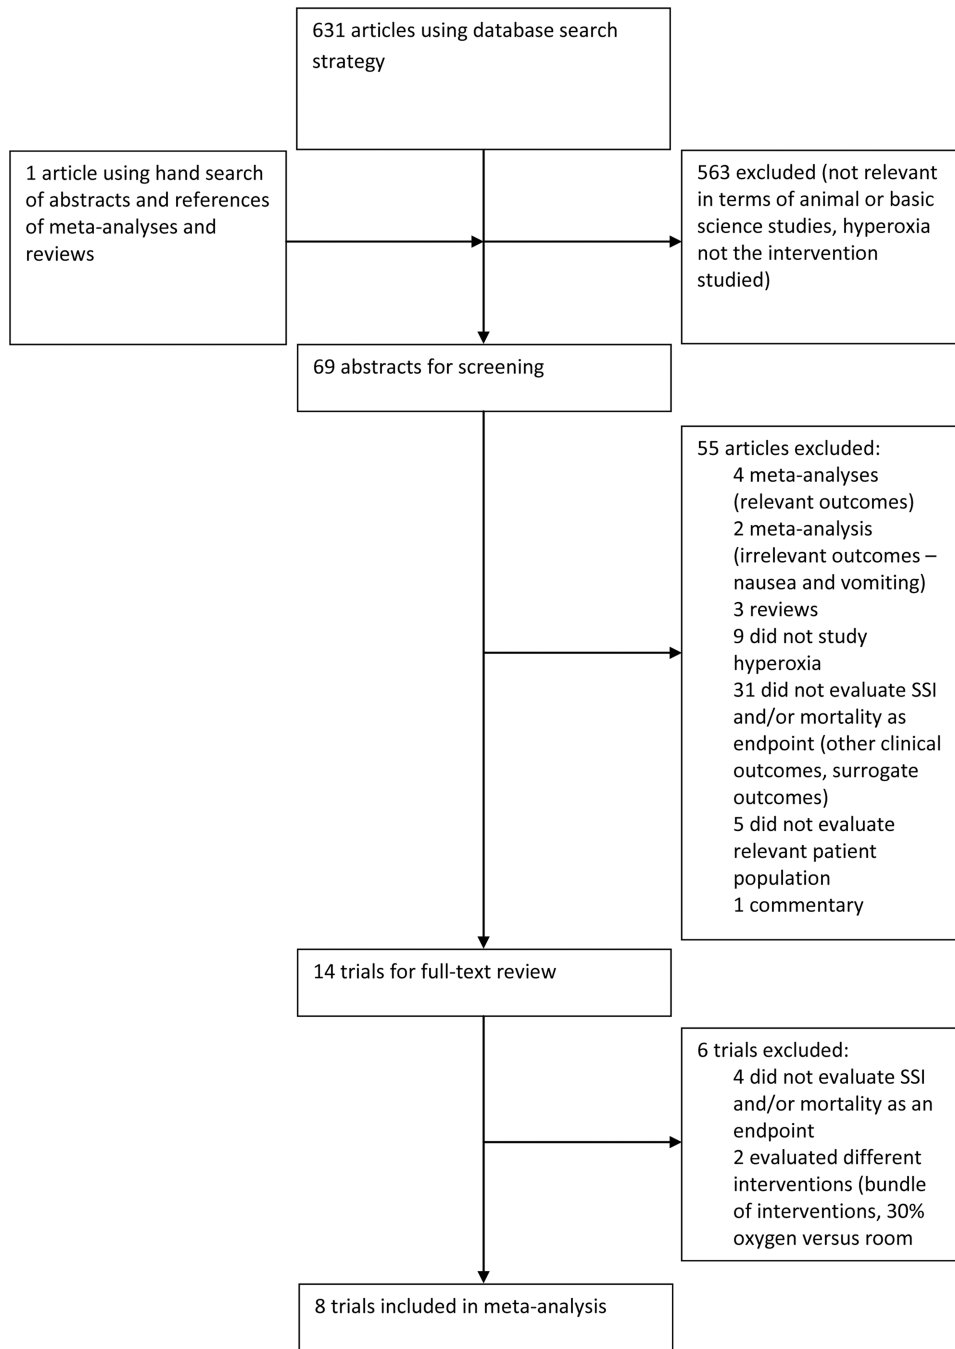 631 articles using database search
strategy
1 article using hand search
of abstracts and references
of meta-analyses and
reviews
563 excluded (not relevant
in terms of animal or basic
science studies, hyperoxia
not the intervention
studied)
69 abstracts for screening
55 articles excluded:
4 meta-analyses
(relevant outcomes)
2 meta-analysis
(irrelevant outcomes –
nausea and vomiting)
3 reviews
9 did not study
hyperoxia
31 did not evaluate SSI
and/or mortality as
endpoint (other clinical
outcomes, surrogate
outcomes)
5 did not evaluate
relevant patient
population
1 commentary
14 trials for full-text review
6 trials excluded:
4 did not evaluate SSI
and/or mortality as an
endpoint
2 evaluated different
interventions (bundle
of interventions, 30%
oxygen versus room
8 trials included in meta-analysis